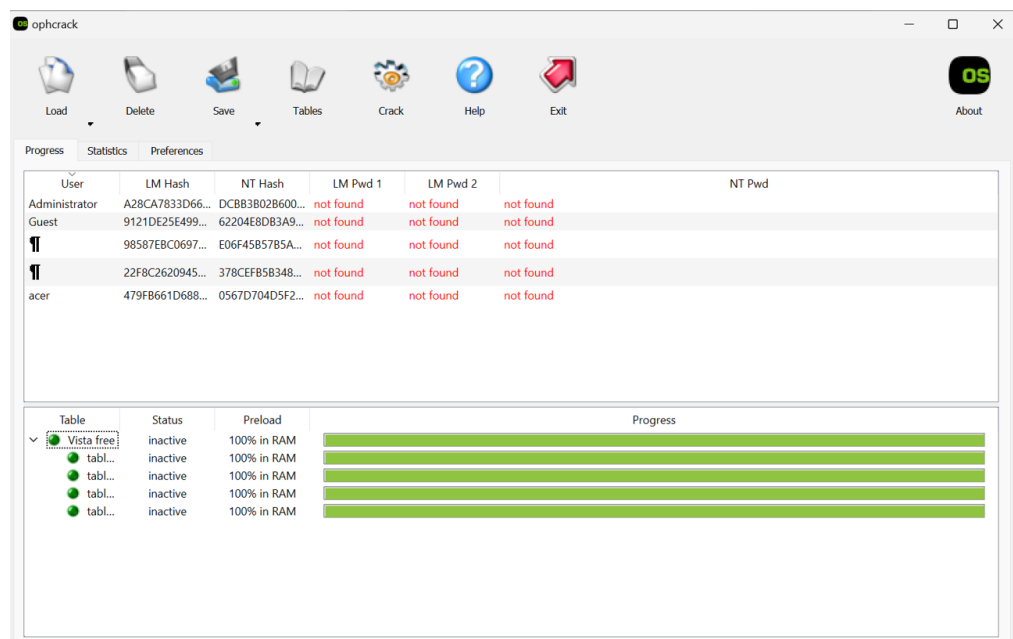 OS ophcrack
Load Delete Save Tables Crack Help Exit About
OS
Progress Statistics Preferences
User LM Hash NT Hash LM Pwd 1 LM Pwd 2 NT Pwd
Administrator A28CA7833D66... DCBB3B02B600... not found not found not found
Guest 9121DE25E499... 62204E8DB3A9... not found not found not found
¶ 98587EBC0697... E06F45B57B5A... not found not found not found
¶ 22F8C2620945... 378CEFB5B348... not found not found not found
acer 479FB661D688... 0567D704D5F2... not found not found not found
Table Status Preload Progress
Vista free inactive 100% in RAM
tabl... inactive 100% in RAM
tabl... inactive 100% in RAM
tabl... inactive 100% in RAM
tabl... inactive 100% in RAM